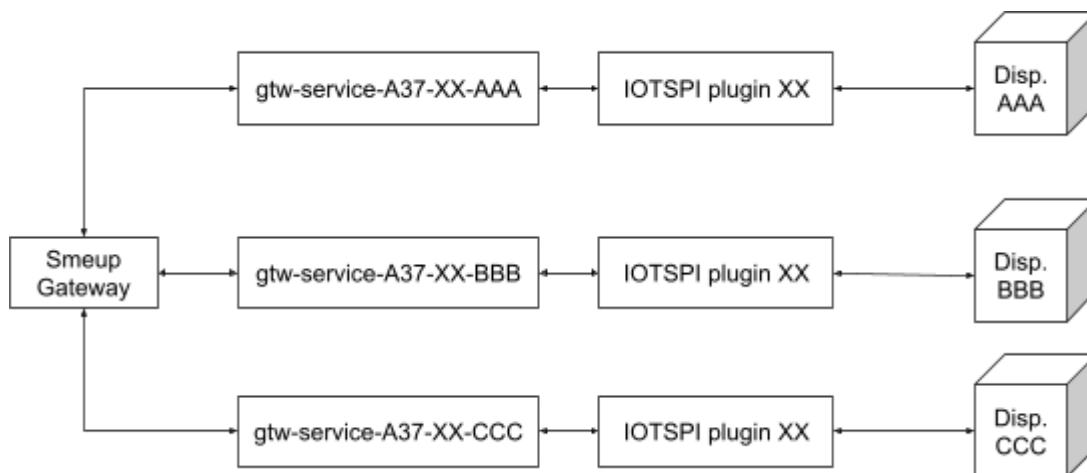 gtw-service-A37-XX-AAA
IOTSPI plugin XX
Disp.
AAA
Smeup
Gateway
gtw-service-A37-XX-BBB
IOTSPI plugin XX
Disp.
BBB
gtw-service-A37-XX-CCC
IOTSPI plugin XX
Disp.
CCC